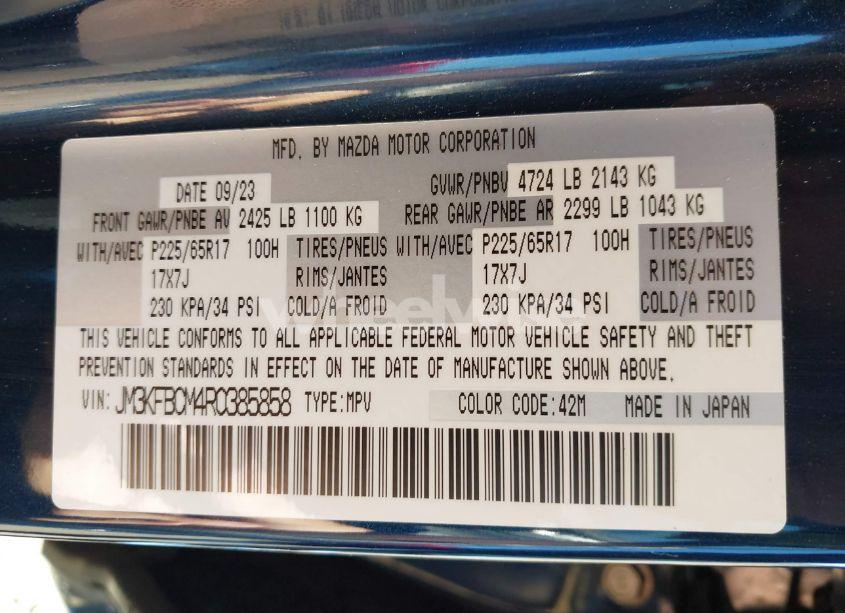 MFD. BY MAZDA MOTOR CORPORATION
DATE 09/23 GVWR/PNBV 4724 LB 2143 KG
FRONT GAWR/PNBE AV 2425 LB 1100 KG REAR GAWR/PNBE AR 2299 LB 1043 KG
WITH/AVEC P225/65R17 100H TIRES/PNEUS WITH/AVEC P225/65R17 100H TIRES/PNEUS
17X7J RIMS/JANTES 17X7J RIMS/JANTES
230 KPA/34 PSI COLD/A FROID 230 KPA/34 PSI COLD/A FROID
THIS VEHICLE CONFORMS TO ALL APPLICABLE FEDERAL MOTOR VEHICLE SAFETY AND THEFT
PREVENTION STANDARDS IN EFFECT ON THE DATE OF MANUFACTURE SHOWN ABOVE.
VIN: JM3KFBCM4R0385858 TYPE:MPV COLOR CODE:42M MADE IN JAPAN